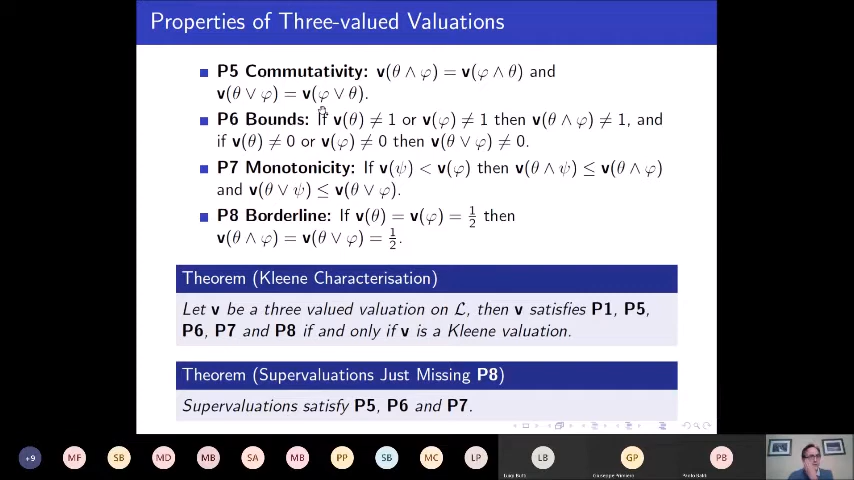 Properties of Three-valued Valuations
P5 Commutativity: v(θ ∧ φ) = v(φ ∧ θ) and
v(θ ∨ φ) = v(φ ∨ θ).
P6 Bounds: If v(θ) ≠ 1 or v(φ) ≠ 1 then v(θ ∧ φ) ≠ 1, and
if v(θ) ≠ 0 or v(φ) ≠ 0 then v(θ ∨ φ) ≠ 0.
P7 Monotonicity: If v(ψ) < v(φ) then v(θ ∧ ψ) ≤ v(θ ∧ φ)
and v(θ ∨ ψ) ≤ v(θ ∨ φ).
P8 Borderline: If v(θ) = v(φ) = 1/2 then
v(θ ∧ φ) = v(θ ∨ φ) = 1/2.
Theorem (Kleene Characterisation)
Let v be a three valued valuation on L, then v satisfies P1, P5,
P6, P7 and P8 if and only if v is a Kleene valuation.
Theorem (Supervaluations Just Missing P8)
Supervaluations satisfy P5, P6 and P7.
+9 MF SB MD MB SA MB PP SB MC LP LB GP PB